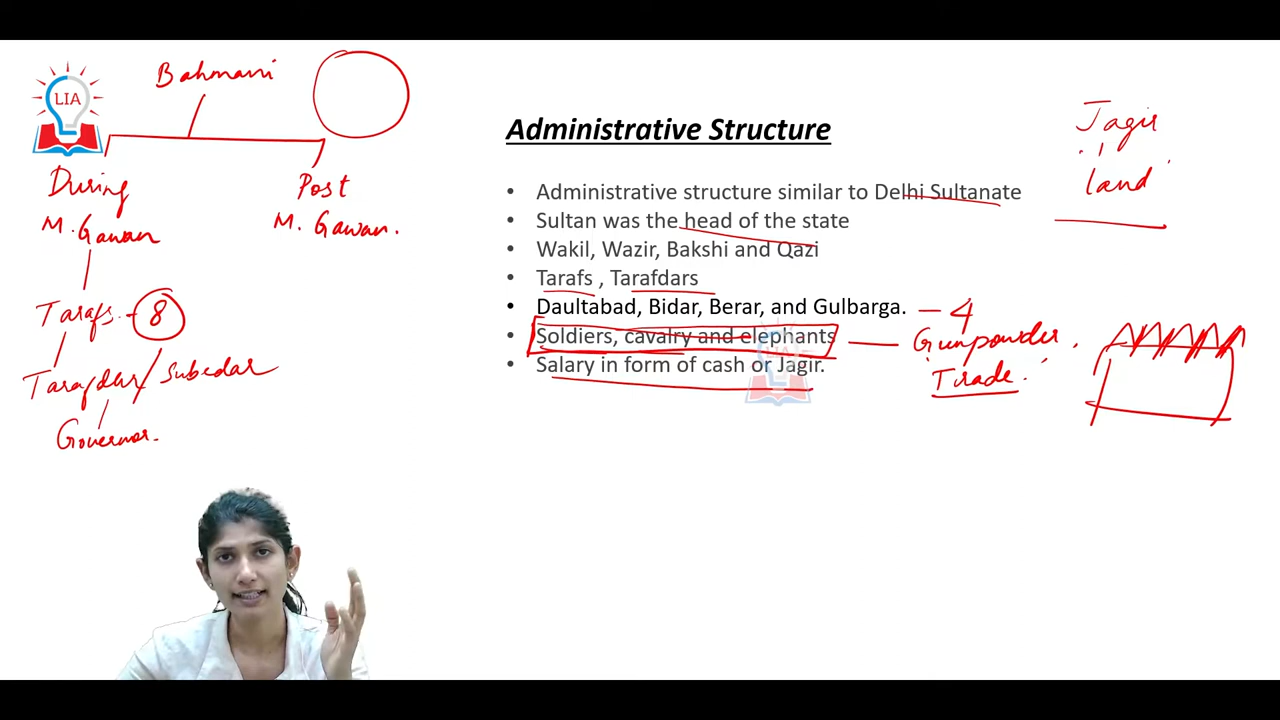 LIA
Bahmani
During
M. Gawan
Post
M. Gawan.
Tarafs - 8
Tarafdar / Subedar
Governor.
Administrative Structure
• Administrative structure similar to Delhi Sultanate
• Sultan was the head of the state
• Wakil, Wazir, Bakshi and Qazi
• Tarafs , Tarafdars
• Daultabad, Bidar, Berar, and Gulbarga. - 4
• Soldiers, cavalry and elephants - Gunpowder.
Trade.
• Salary in form of cash or Jagir.
LIA
Jagir
land